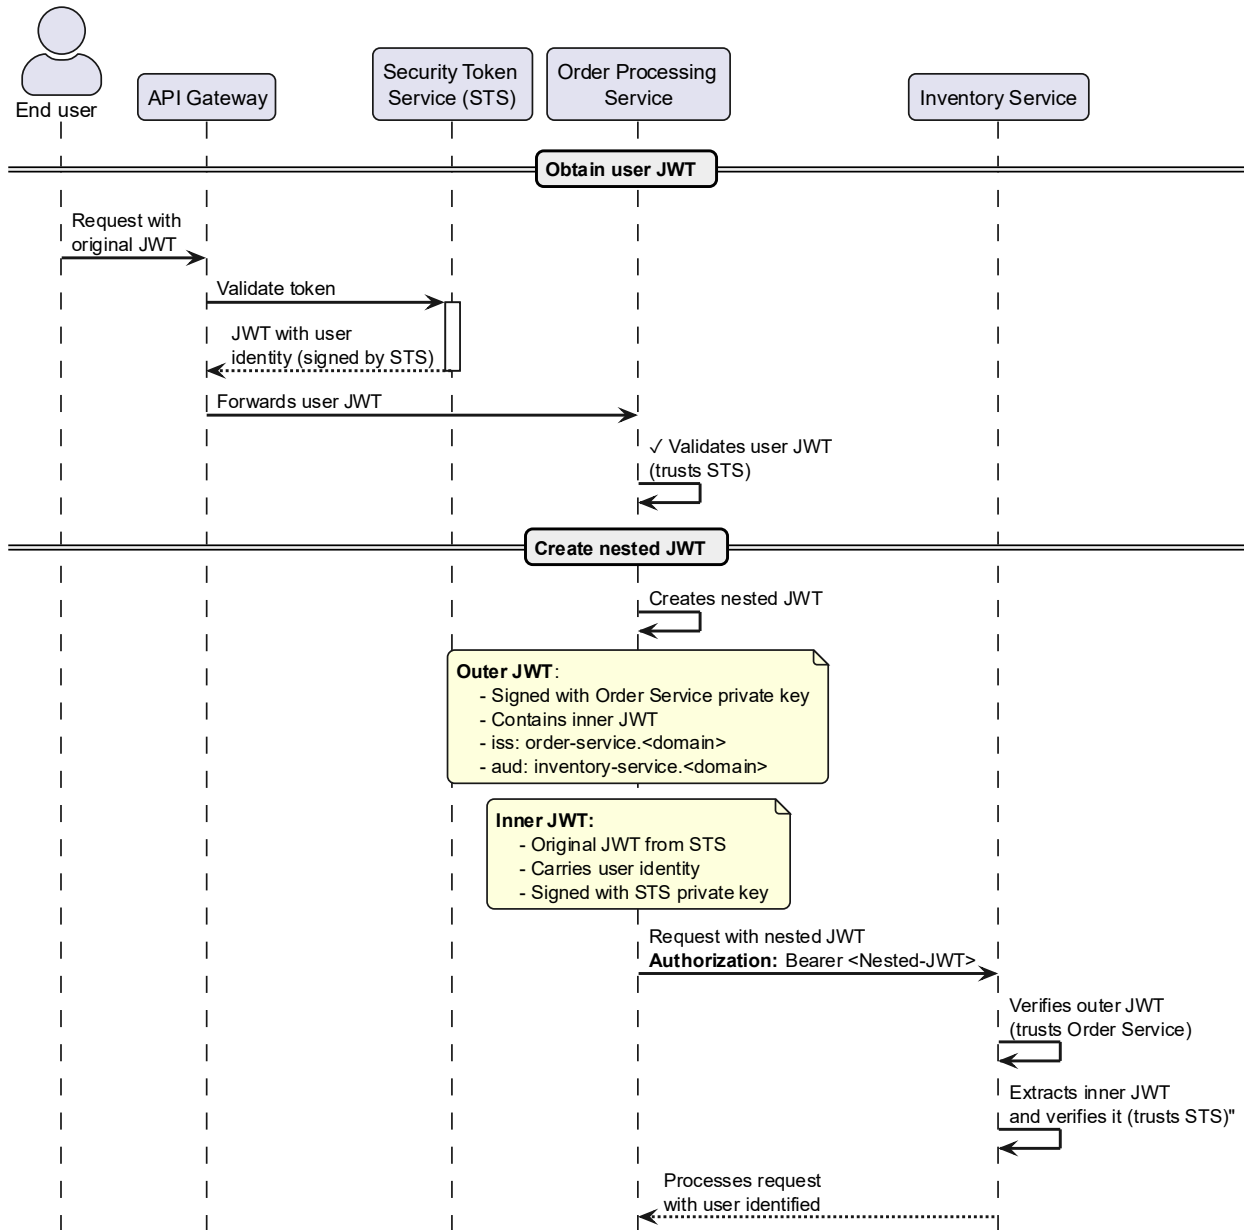 End user
API Gateway
Security Token
Service (STS)
Order Processing
Service
Inventory Service
Obtain user JWT
Request with
original JWT
Validate token
JWT with user
identity (signed by STS)
Forwards user JWT
✓ Validates user JWT
(trusts STS)
Create nested JWT
Creates nested JWT
Outer JWT:
- Signed with Order Service private key
- Contains inner JWT
- iss: order-service.<domain>
- aud: inventory-service.<domain>
Inner JWT:
- Original JWT from STS
- Carries user identity
- Signed with STS private key
Request with nested JWT
Authorization: Bearer <Nested-JWT>
Verifies outer JWT
(trusts Order Service)
Extracts inner JWT
and verifies it (trusts STS)"
Processes request
with user identified